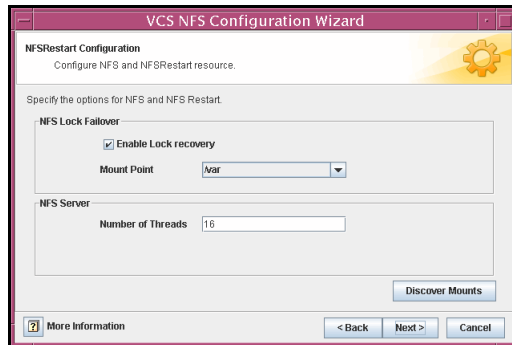 VCS NFS Configuration Wizard
NFSRestart Configuration
Configure NFS and NFSRestart resource.
Specify the options for NFS and NFS Restart.
NFS Lock Failover
Enable Lock recovery
Mount Point /var
NFS Server
Number of Threads 16
Discover Mounts
? More Information < Back Next > Cancel